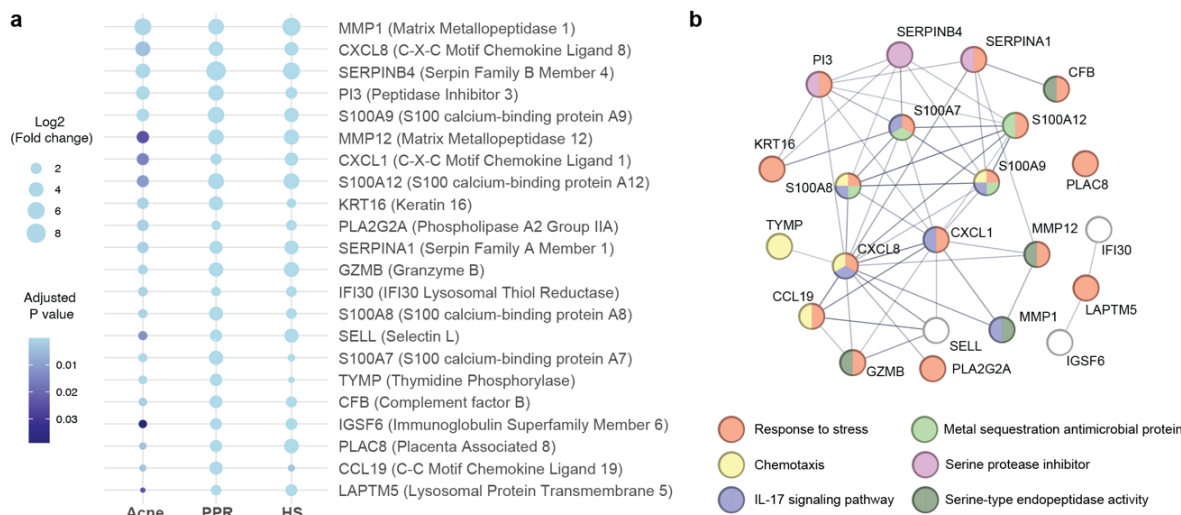 a
Log2
(Fold change)
2
4
6
8
Adjusted
P value
0.01
0.02
0.03
MMP1 (Matrix Metallopeptidase 1)
CXCL8 (C-X-C Motif Chemokine Ligand 8)
SERPINB4 (Serpin Family B Member 4)
PI3 (Peptidase Inhibitor 3)
S100A9 (S100 calcium-binding protein A9)
MMP12 (Matrix Metallopeptidase 12)
CXCL1 (C-X-C Motif Chemokine Ligand 1)
S100A12 (S100 calcium-binding protein A12)
KRT16 (Keratin 16)
PLA2G2A (Phospholipase A2 Group IIA)
SERPINA1 (Serpin Family A Member 1)
GZMB (Granzyme B)
IFI30 (IFI30 Lysosomal Thiol Reductase)
S100A8 (S100 calcium-binding protein A8)
SELL (Selectin L)
S100A7 (S100 calcium-binding protein A7)
TYMP (Thymidine Phosphorylase)
CFB (Complement factor B)
IGSF6 (Immunoglobulin Superfamily Member 6)
PLAC8 (Placenta Associated 8)
CCL19 (C-C Motif Chemokine Ligand 19)
LAPTM5 (Lysosomal Protein Transmembrane 5)
Acne PPR HS
b
SERPINB4
SERPINA1
PI3
CFB
S100A7
S100A12
KRT16
S100A9
PLAC8
S100A8
TYMP
CXCL1
MMP12
CXCL8
IFI30
CCL19
MMP1
LAPTM5
SELL
IGSF6
GZMB
PLA2G2A
Response to stress
Metal sequestration antimicrobial protein
Chemotaxis
Serine protease inhibitor
IL-17 signaling pathway
Serine-type endopeptidase activity